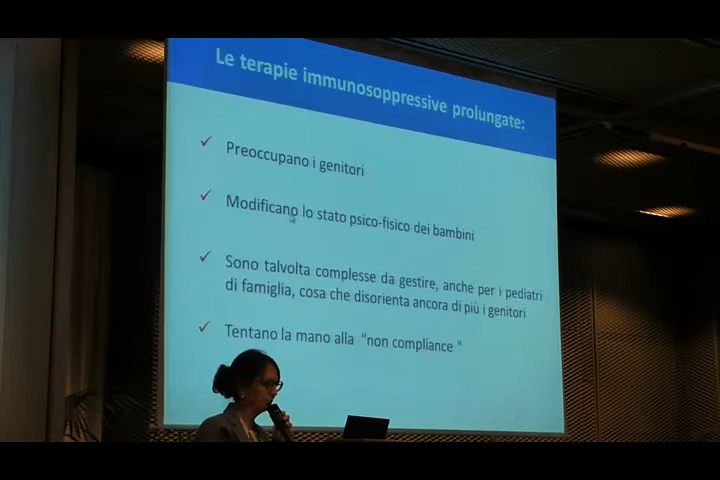 Le terapie immunosoppressive prolungate:
✓ Preoccupano i genitori
✓ Modificano lo stato psico-fisico dei bambini
✓ Sono talvolta complesse da gestire, anche per i pediatri
di famiglia, cosa che disorienta ancora di più i genitori
✓ Tentano la mano alla “non compliance “